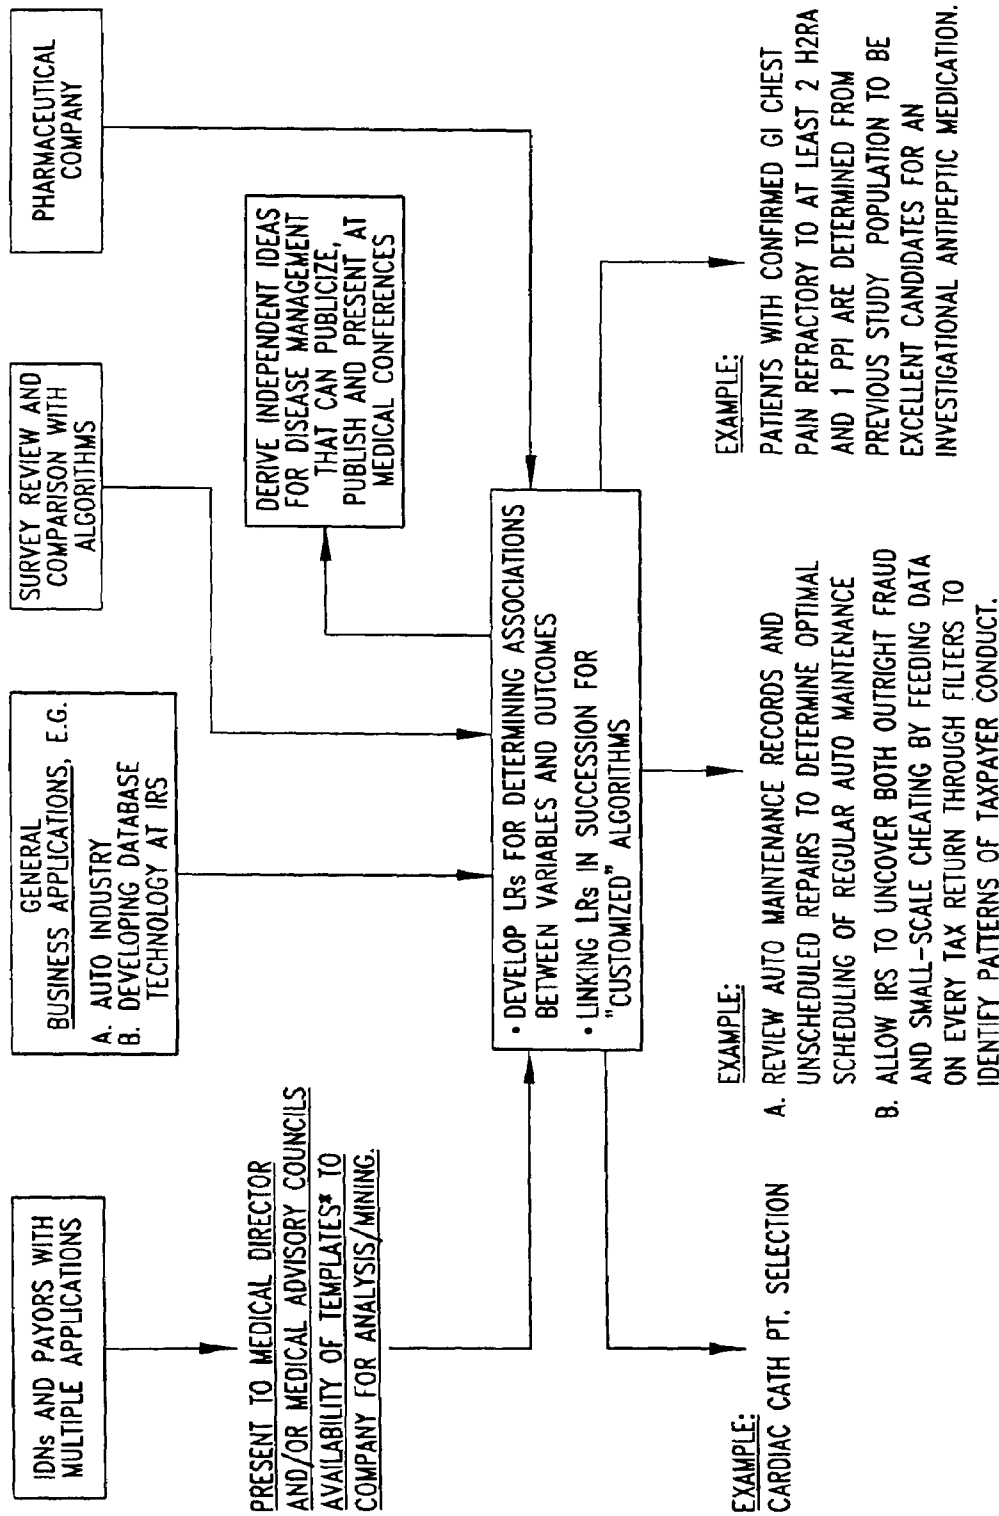 IDNs AND PAYORS WITH
MULTIPLE APPLICATIONS
GENERAL
BUSINESS APPLICATIONS, E.G.
A. AUTO INDUSTRY
B. DEVELOPING DATABASE
TECHNOLOGY AT IRS
SURVEY REVIEW AND
COMPARISON WITH
ALGORITHMS
PHARMACEUTICAL
COMPANY
PRESENT TO MEDICAL DIRECTOR
AND/OR MEDICAL ADVISORY COUNCILS
AVAILABILITY OF TEMPLATES* TO
COMPANY FOR ANALYSIS/MINING.
DERIVE INDEPENDENT IDEAS
FOR DISEASE MANAGEMENT
THAT CAN PUBLICIZE,
PUBLISH AND PRESENT AT
MEDICAL CONFERENCES
• DEVELOP LRs FOR DETERMINING ASSOCIATIONS
BETWEEN VARIABLES AND OUTCOMES
• LINKING LRs IN SUCCESSION FOR
"CUSTOMIZED" ALGORITHMS
EXAMPLE:
CARDIAC CATH PT. SELECTION
EXAMPLE:
A. REVIEW AUTO MAINTENANCE RECORDS AND
UNSCHEDULED REPAIRS TO DETERMINE OPTIMAL
SCHEDULING OF REGULAR AUTO MAINTENANCE
B. ALLOW IRS TO UNCOVER BOTH OUTRIGHT FRAUD
AND SMALL-SCALE CHEATING BY FEEDING DATA
ON EVERY TAX RETURN THROUGH FILTERS TO
IDENTIFY PATTERNS OF TAXPAYER CONDUCT.
EXAMPLE:
PATIENTS WITH CONFIRMED GI CHEST
PAIN REFRACTORY TO AT LEAST 2 H2RA
AND 1 PPI ARE DETERMINED FROM
PREVIOUS STUDY POPULATION TO BE
EXCELLENT CANDIDATES FOR AN
INVESTIGATIONAL ANTIPEPTIC MEDICATION.